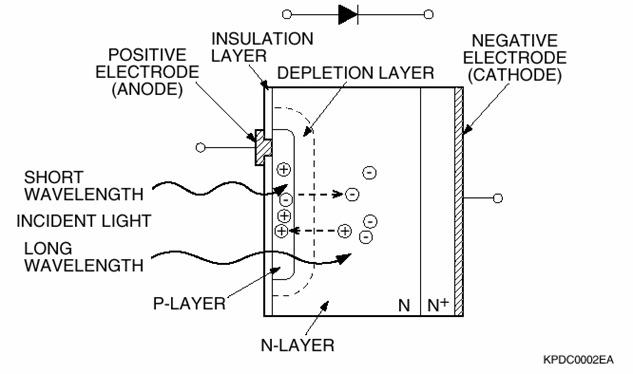 INSULATION
LAYER
POSITIVE
ELECTRODE
(ANODE)
DEPLETION LAYER
NEGATIVE
ELECTRODE
(CATHODE)
SHORT
WAVELENGTH
INCIDENT LIGHT
LONG
WAVELENGTH
P-LAYER
N-LAYER
N
N+
KPDC0002EA